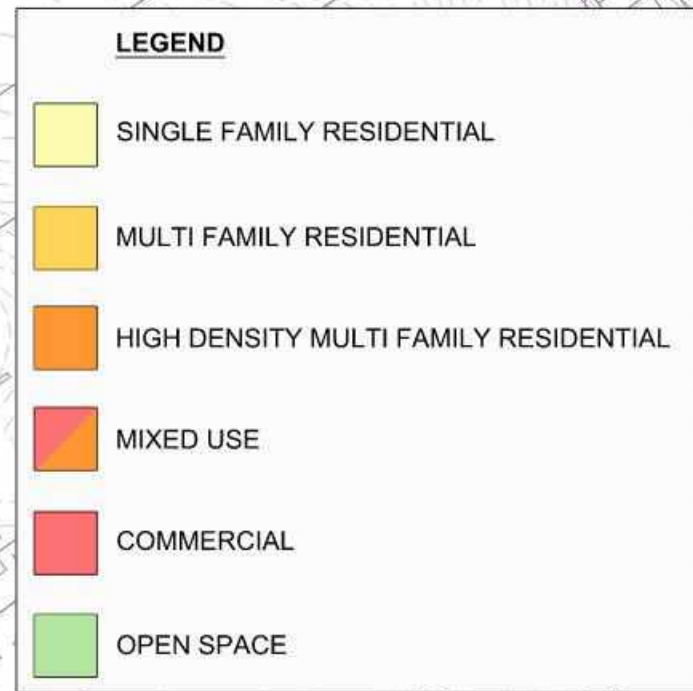 LEGEND
SINGLE FAMILY RESIDENTIAL
MULTI FAMILY RESIDENTIAL
HIGH DENSITY MULTI FAMILY RESIDENTIAL
MIXED USE
COMMERCIAL
OPEN SPACE